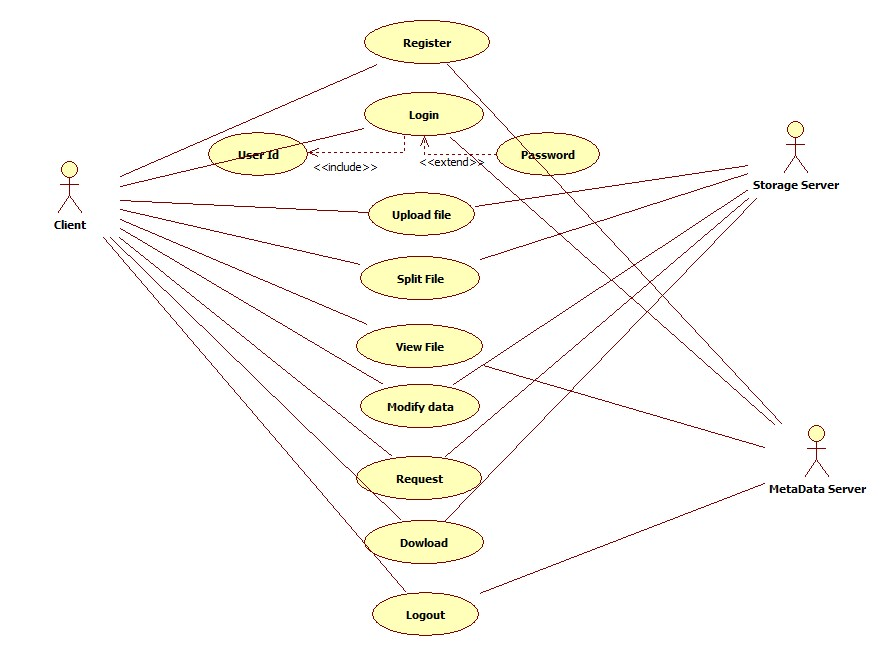 Register
Login
User Id
<<include>>
<<extend>>
Password
Storage Server
Client
Upload file
Split File
View File
Modify data
Request
MetaData Server
Dowload
Logout